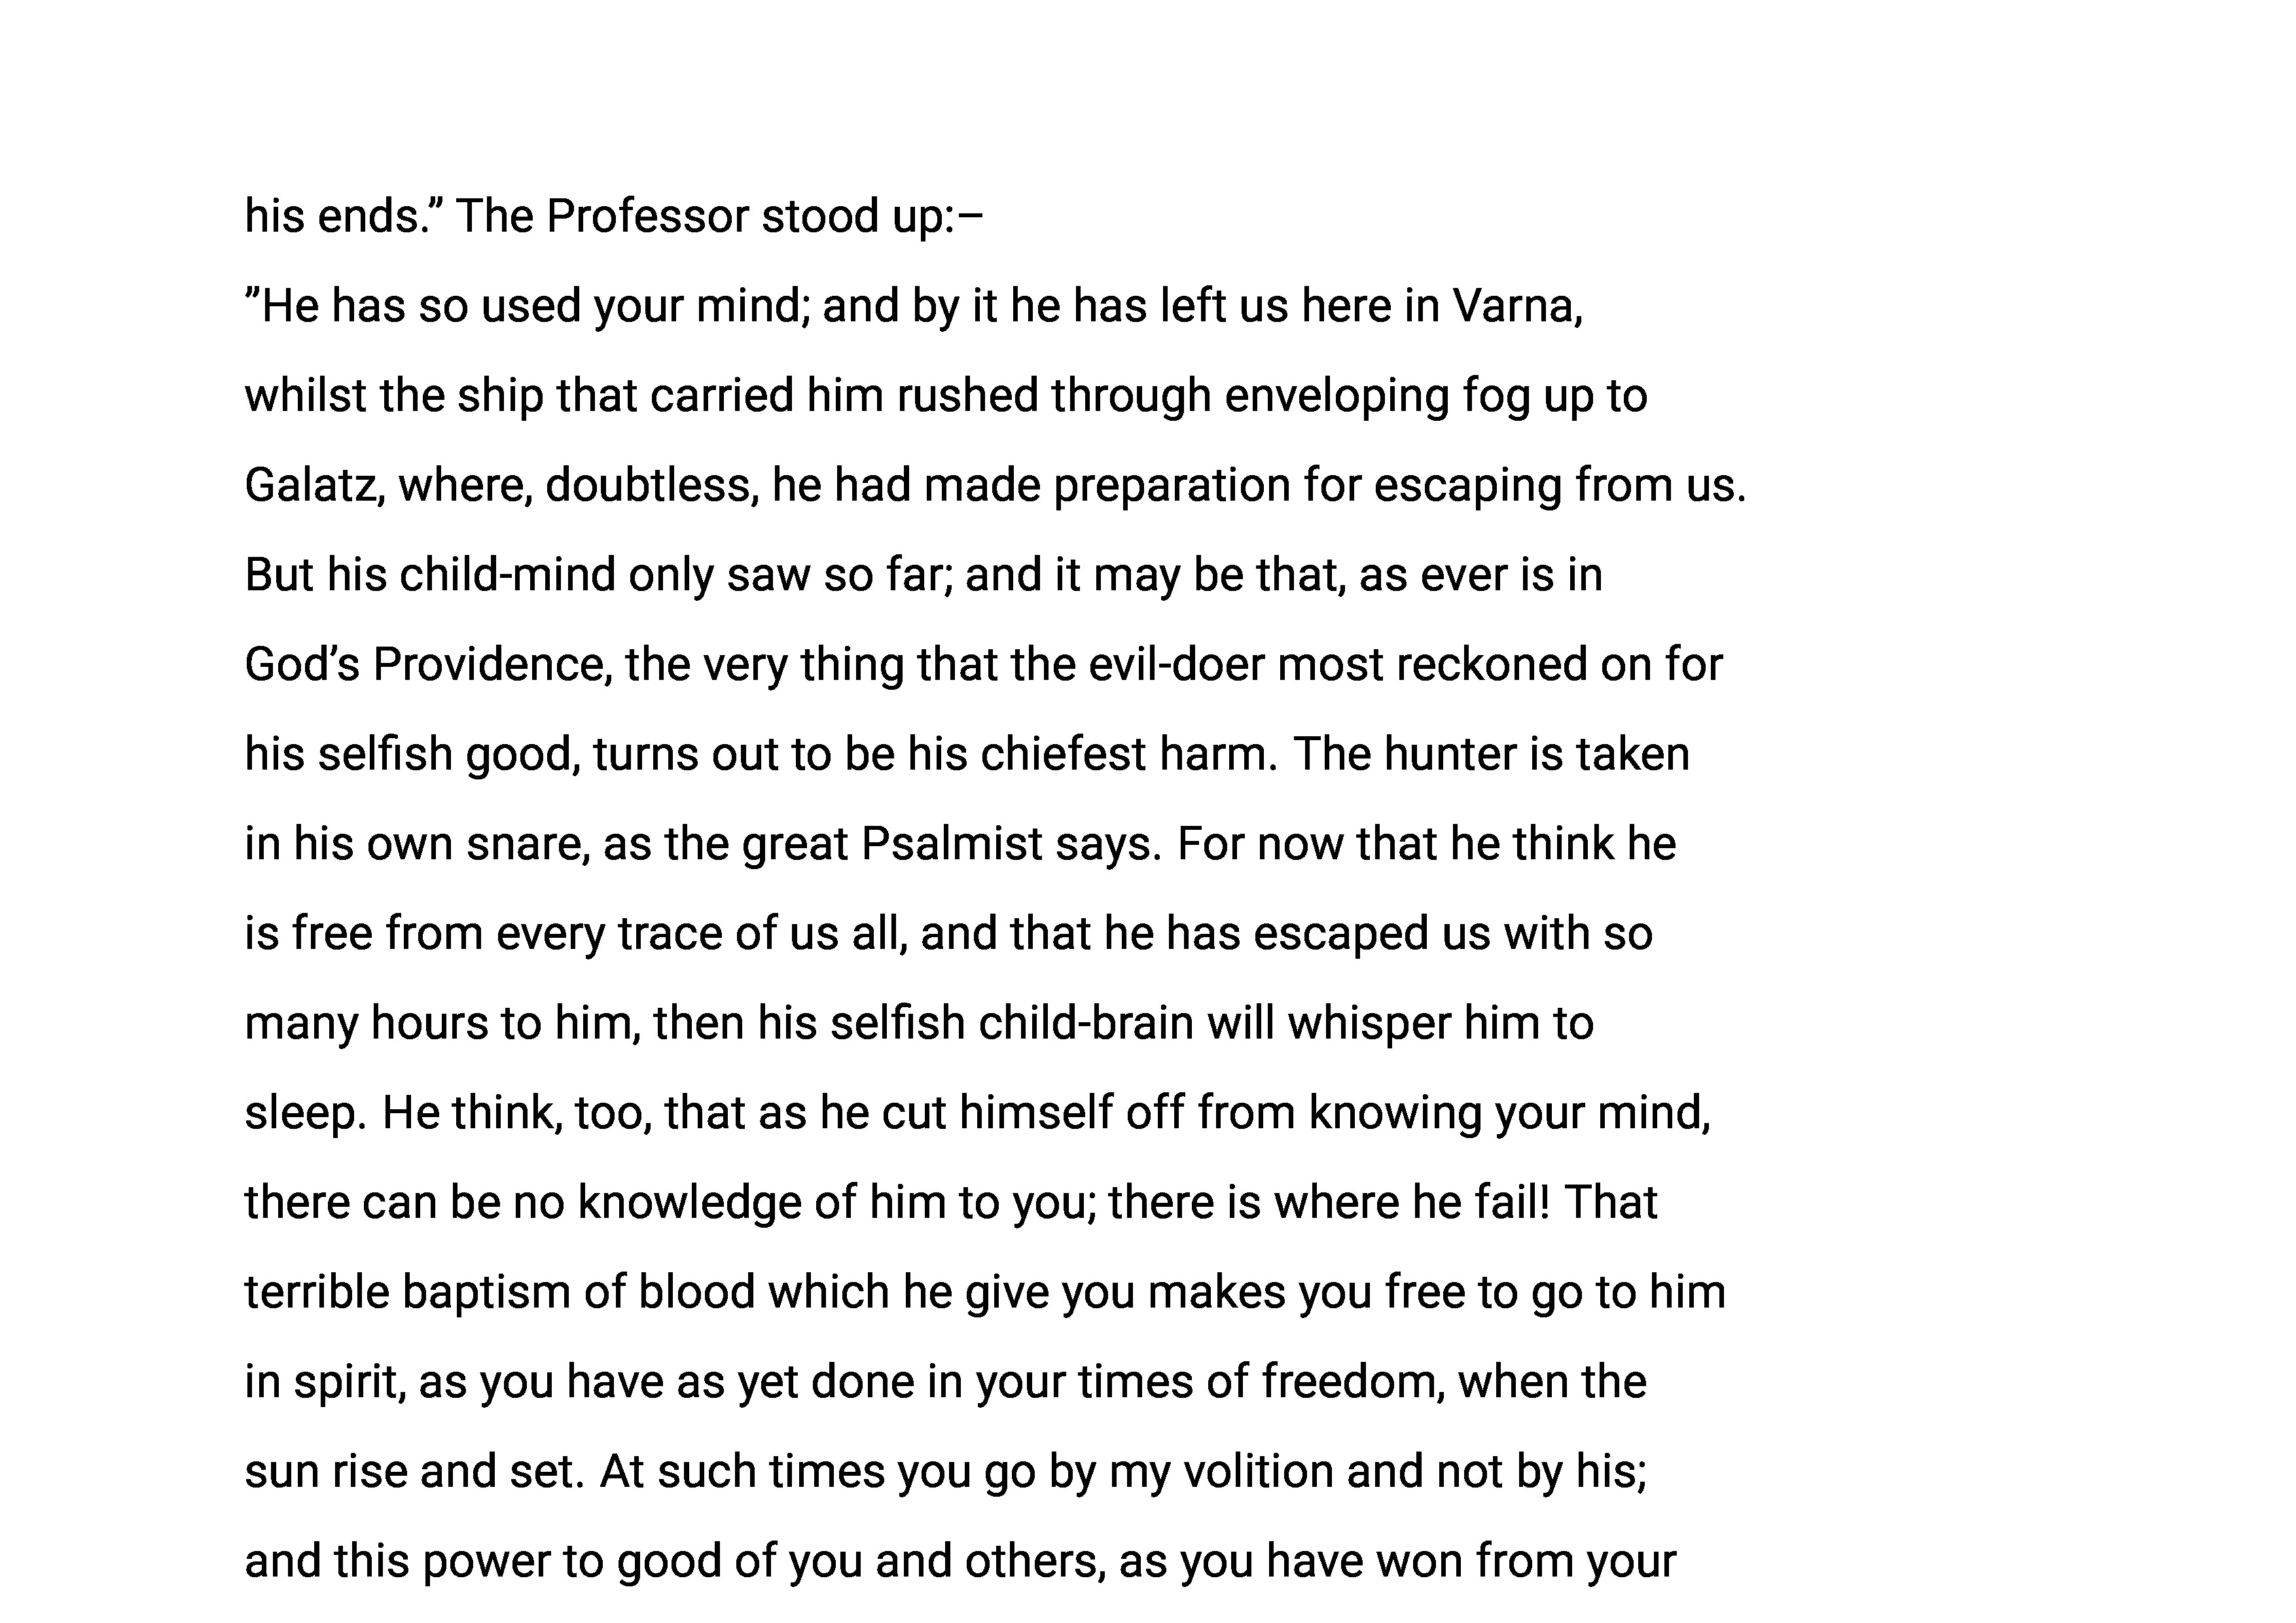 his ends.” The Professor stood up:–
”He has so used your mind; and by it he has left us here in Varna,
whilst the ship that carried him rushed through enveloping fog up to
Galatz, where, doubtless, he had made preparation for escaping from us.
But his child-mind only saw so far; and it may be that, as ever is in
God’s Providence, the very thing that the evil-doer most reckoned on for
his selfish good, turns out to be his chiefest harm. The hunter is taken
in his own snare, as the great Psalmist says. For now that he think he
is free from every trace of us all, and that he has escaped us with so
many hours to him, then his selfish child-brain will whisper him to
sleep. He think, too, that as he cut himself off from knowing your mind,
there can be no knowledge of him to you; there is where he fail! That
terrible baptism of blood which he give you makes you free to go to him
in spirit, as you have as yet done in your times of freedom, when the
sun rise and set. At such times you go by my volition and not by his;
and this power to good of you and others, as you have won from your